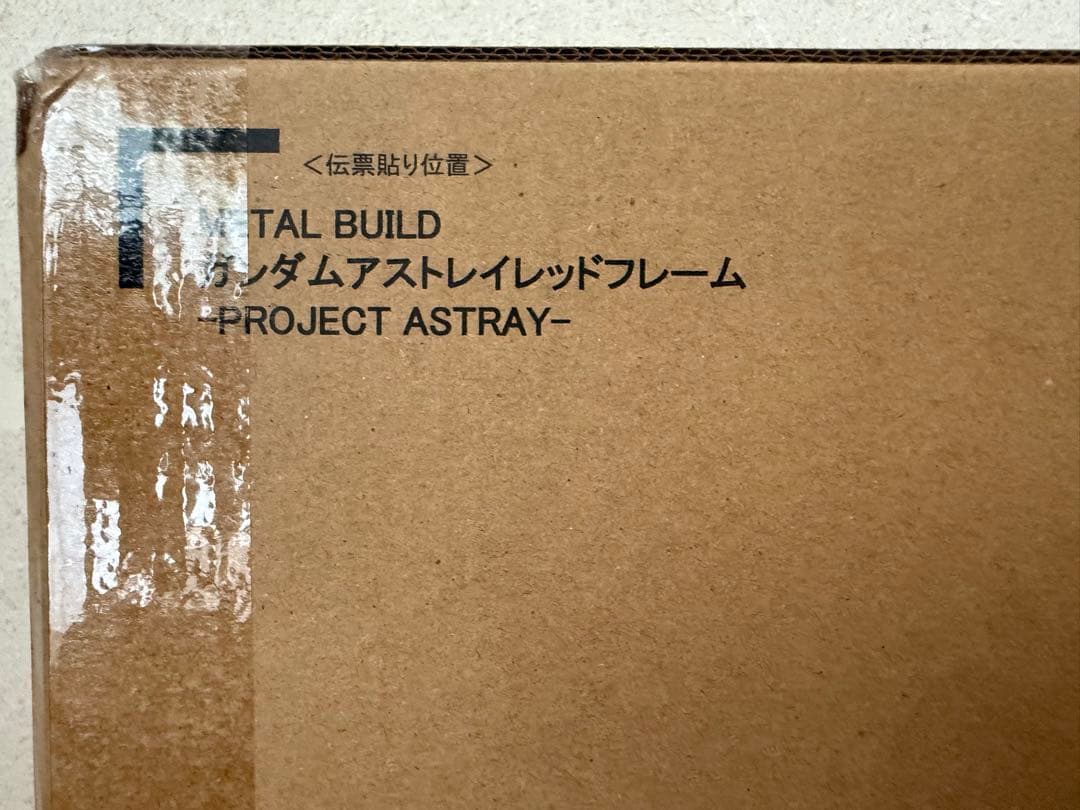 ＜伝票貼り位置＞
METAL BUILD
ガンダムアストレイレッドフレーム
-PROJECT ASTRAY-